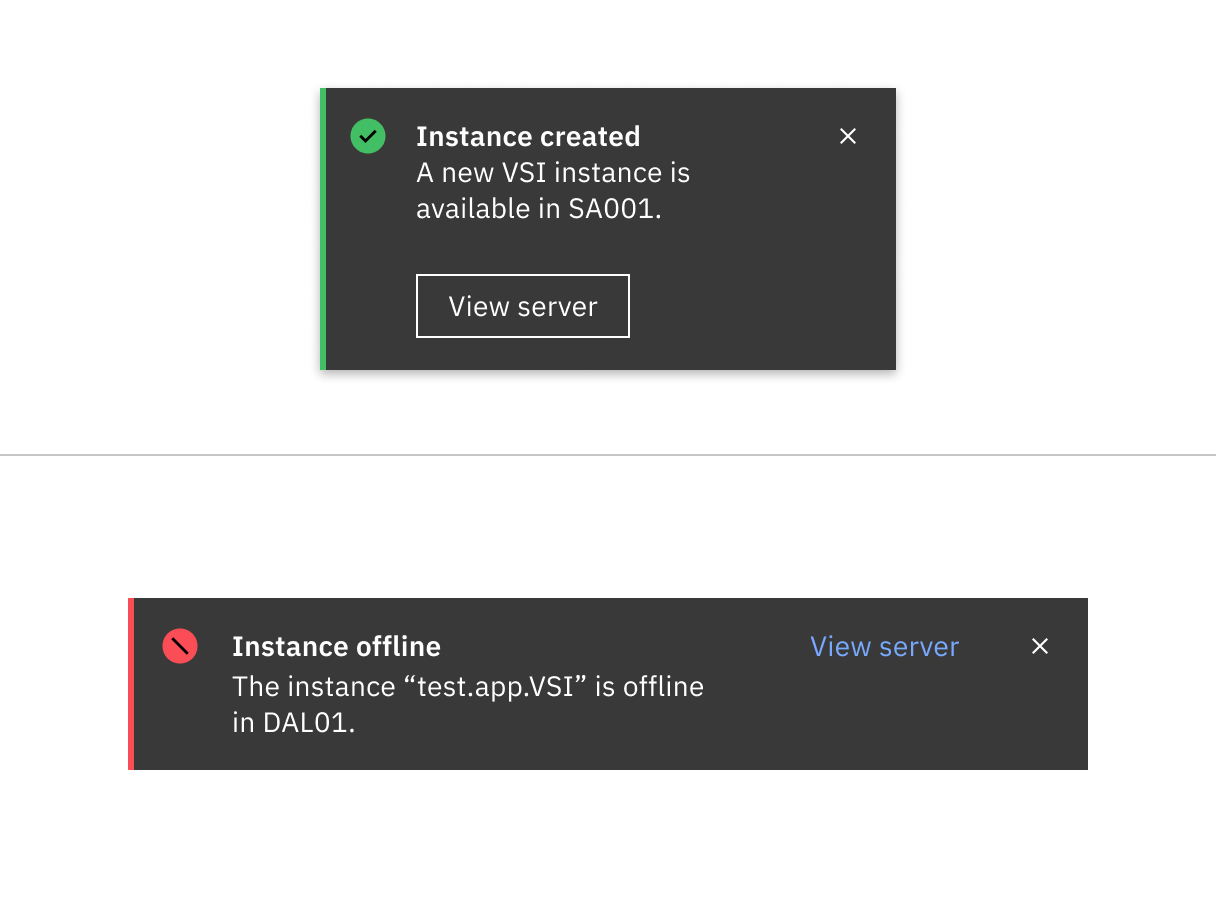 Instance created
A new VSI instance is
available in SA001.
View server
Instance offline
View server
The instance “test.app.VSI” is offline
in DAL01.